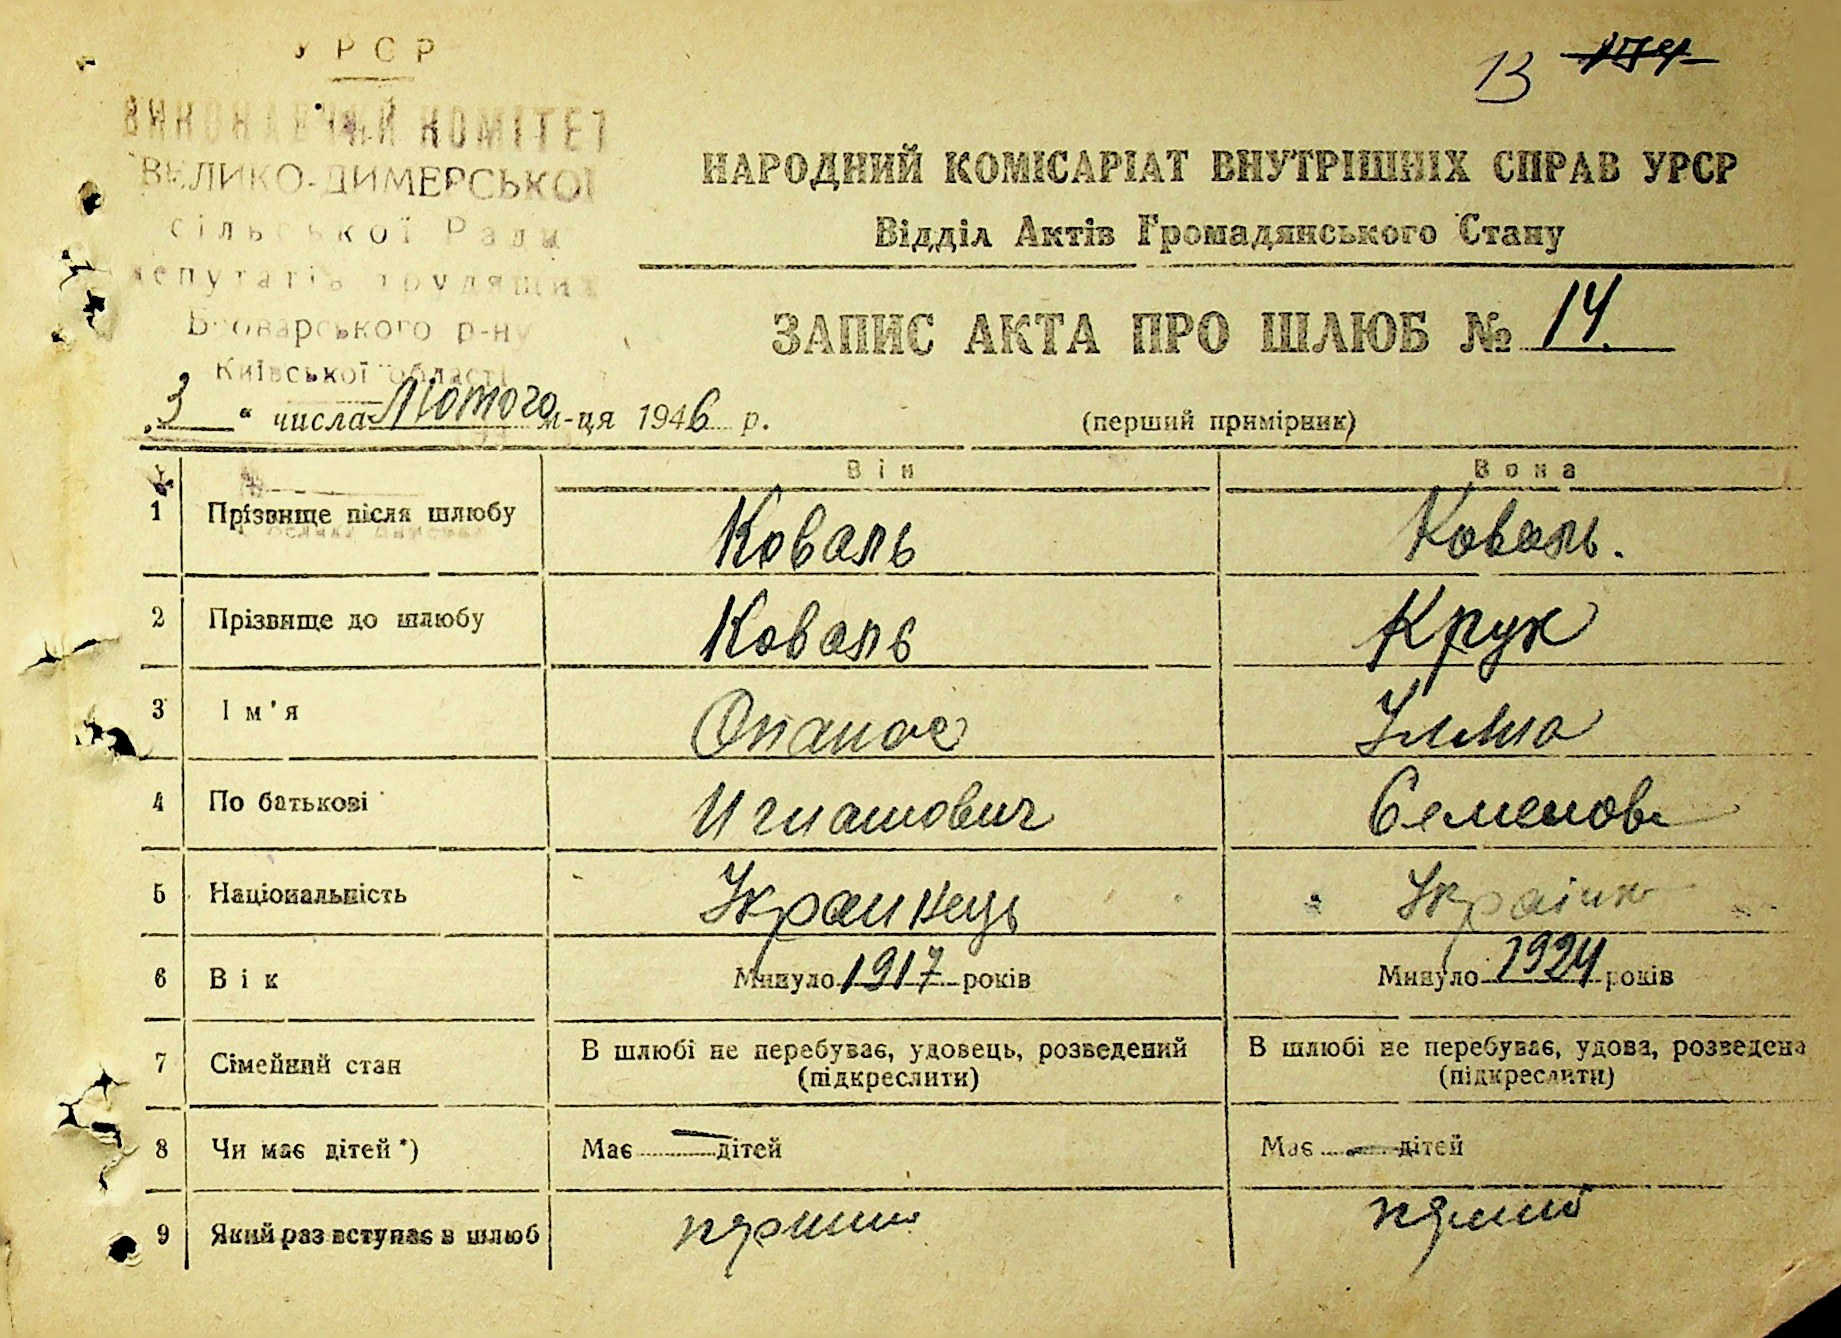 УРСР
ВИКОНАВЧИЙ КОМІТЕТ
ВЕЛИКО-ДИМЕРСЬКОЇ
сільської Ради
депутатів трудящих
Броварського р-ну
Київської області
13 174
НАРОДНИЙ КОМІСАРІАТ ВНУТРІШНІХ СПРАВ УРСР
Відділ Актів Громадянського Стану
ЗАПИС АКТА ПРО ШЛЮБ № 14.
„3“ числа Лютого м-ця 1946 р. (перший примірник)
Він Вона
1 Прізвище після шлюбу Коваль Коваль.
2 Прізвище до шлюбу Коваль Крук
3 Ім'я Опанас
4 По батькові Игнатович Семенов
5 Національність Украинець Україн
6 Вік Минуло 1917 років Минуло 1924 років
7 Сімейний стан В шлюбі не перебуває, удовець, розведений В шлюбі не перебуває, удова, розведена
(підкреслити) (підкреслити)
8 Чи має дітей *) Має — дітей Має — дітей
9 Який раз вступає в шлюб